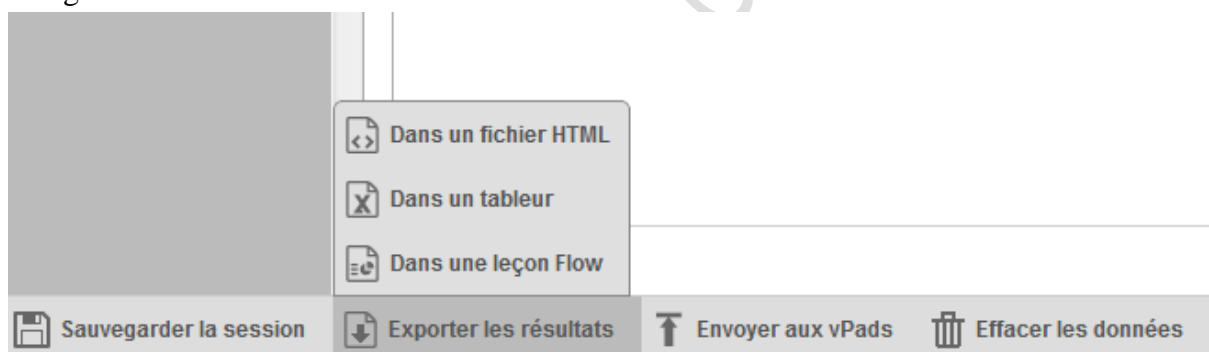 Dans un fichier HTML
Dans un tableur
Dans une leçon Flow
Sauvegarder la session
Exporter les résultats
Envoyer aux vPads
Effacer les données